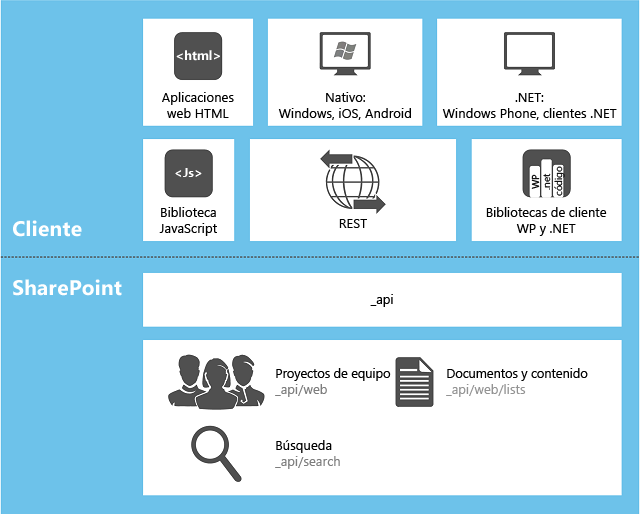 <html>
Aplicaciones
web HTML
Nativo:
Windows, iOS, Android
.NET:
Windows Phone, clientes .NET
<Js>
Biblioteca
JavaScript
REST
WP
.net
código
Bibliotecas de cliente
WP y .NET
Cliente
SharePoint
_api
Proyectos de equipo
_api/web
Documentos y contenido
_api/web/lists
Búsqueda
_api/search